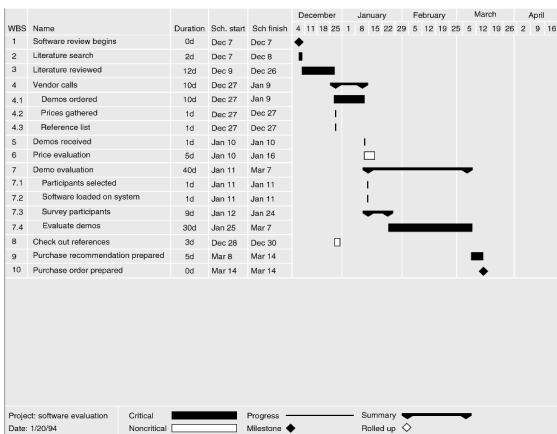 December January February March April
WBS Name Duration Sch. start Sch finish 4 11 18 25 1 8 15 22 29 5 12 19 25 5 12 19 26 2 9 16
1 Software review begins 0d Dec 7 Dec 7
2 Literature search 2d Dec 7 Dec 8
3 Literature reviewed 12d Dec 9 Dec 26
4 Vendor calls 10d Dec 27 Jan 9
4.1 Demos ordered 10d Dec 27 Jan 9
4.2 Prices gathered 1d Dec 27 Dec 27
4.3 Reference list 1d Dec 27 Dec 27
5 Demos received 1d Jan 10 Jan 10
6 Price evaluation 5d Jan 10 Jan 16
7 Demo evaluation 40d Jan 11 Mar 7
7.1 Participants selected 1d Jan 11 Jan 11
7.2 Software loaded on system 1d Jan 11 Jan 11
7.3 Survey participants 9d Jan 12 Jan 24
7.4 Evaluate demos 30d Jan 25 Mar 7
8 Check out references 3d Dec 28 Dec 30
9 Purchase recommendation prepared 5d Mar 8 Mar 14
10 Purchase order prepared 0d Mar 14 Mar 14
Project: software evaluation Critical Progress Summary
Date: 1/20/94 Noncritical Milestone Rolled up